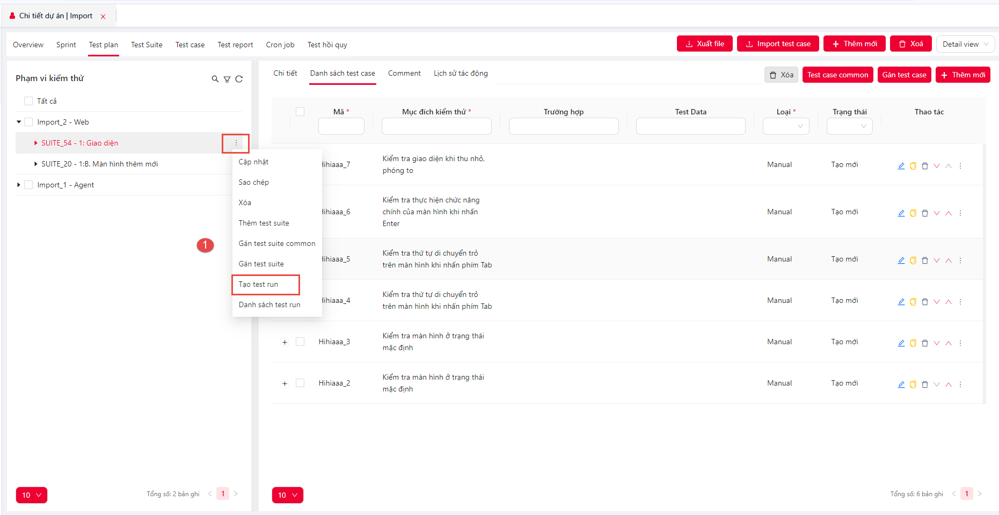 Chi tiết dự án | Import
Overview Sprint Test plan Test Suite Test case Test report Cron job Test hồi quy
Xuất file Import test case Thêm mới Xoá Detail view
Phạm vi kiểm thử
Tất cả
Import_2 - Web
SUITE_54 - 1: Giao diện
SUITE_20 - 1:B. Màn hình thêm mới
Import_1 - Agent
Cập nhật
Sao chép
Xóa
Thêm test suite
Gán test suite common
Gán test suite
Tạo test run
Danh sách test run
1
10
Tổng số: 2 bản ghi
1
Chi tiết Danh sách test case Comment Lịch sử tác động
Xóa Test case common Gán test case Thêm mới
Mã * Mục đích kiểm thử * Trường hợp Test Data Loại * Trạng thái Thao tác
Hihiaaa_7 Kiểm tra giao diện khi thu nhỏ, Manual Tạo mới
phóng to
Hihiaaa_6 Kiểm tra thực hiện chức năng Manual Tạo mới
chính của màn hình khi nhấn
Enter
Hihiaaa_5 Kiểm tra thứ tự di chuyển trỏ Manual Tạo mới
trên màn hình khi nhấn phím Tab
Hihiaaa_4 Kiểm tra thứ tự di chuyển trỏ Manual Tạo mới
trên màn hình khi nhấn phím Tab
Hihiaaa_3 Kiểm tra màn hình ở trạng thái Manual Tạo mới
mặc định
Hihiaaa_2 Kiểm tra màn hình ở trạng thái Manual Tạo mới
mặc định
10
Tổng số: 6 bản ghi
1